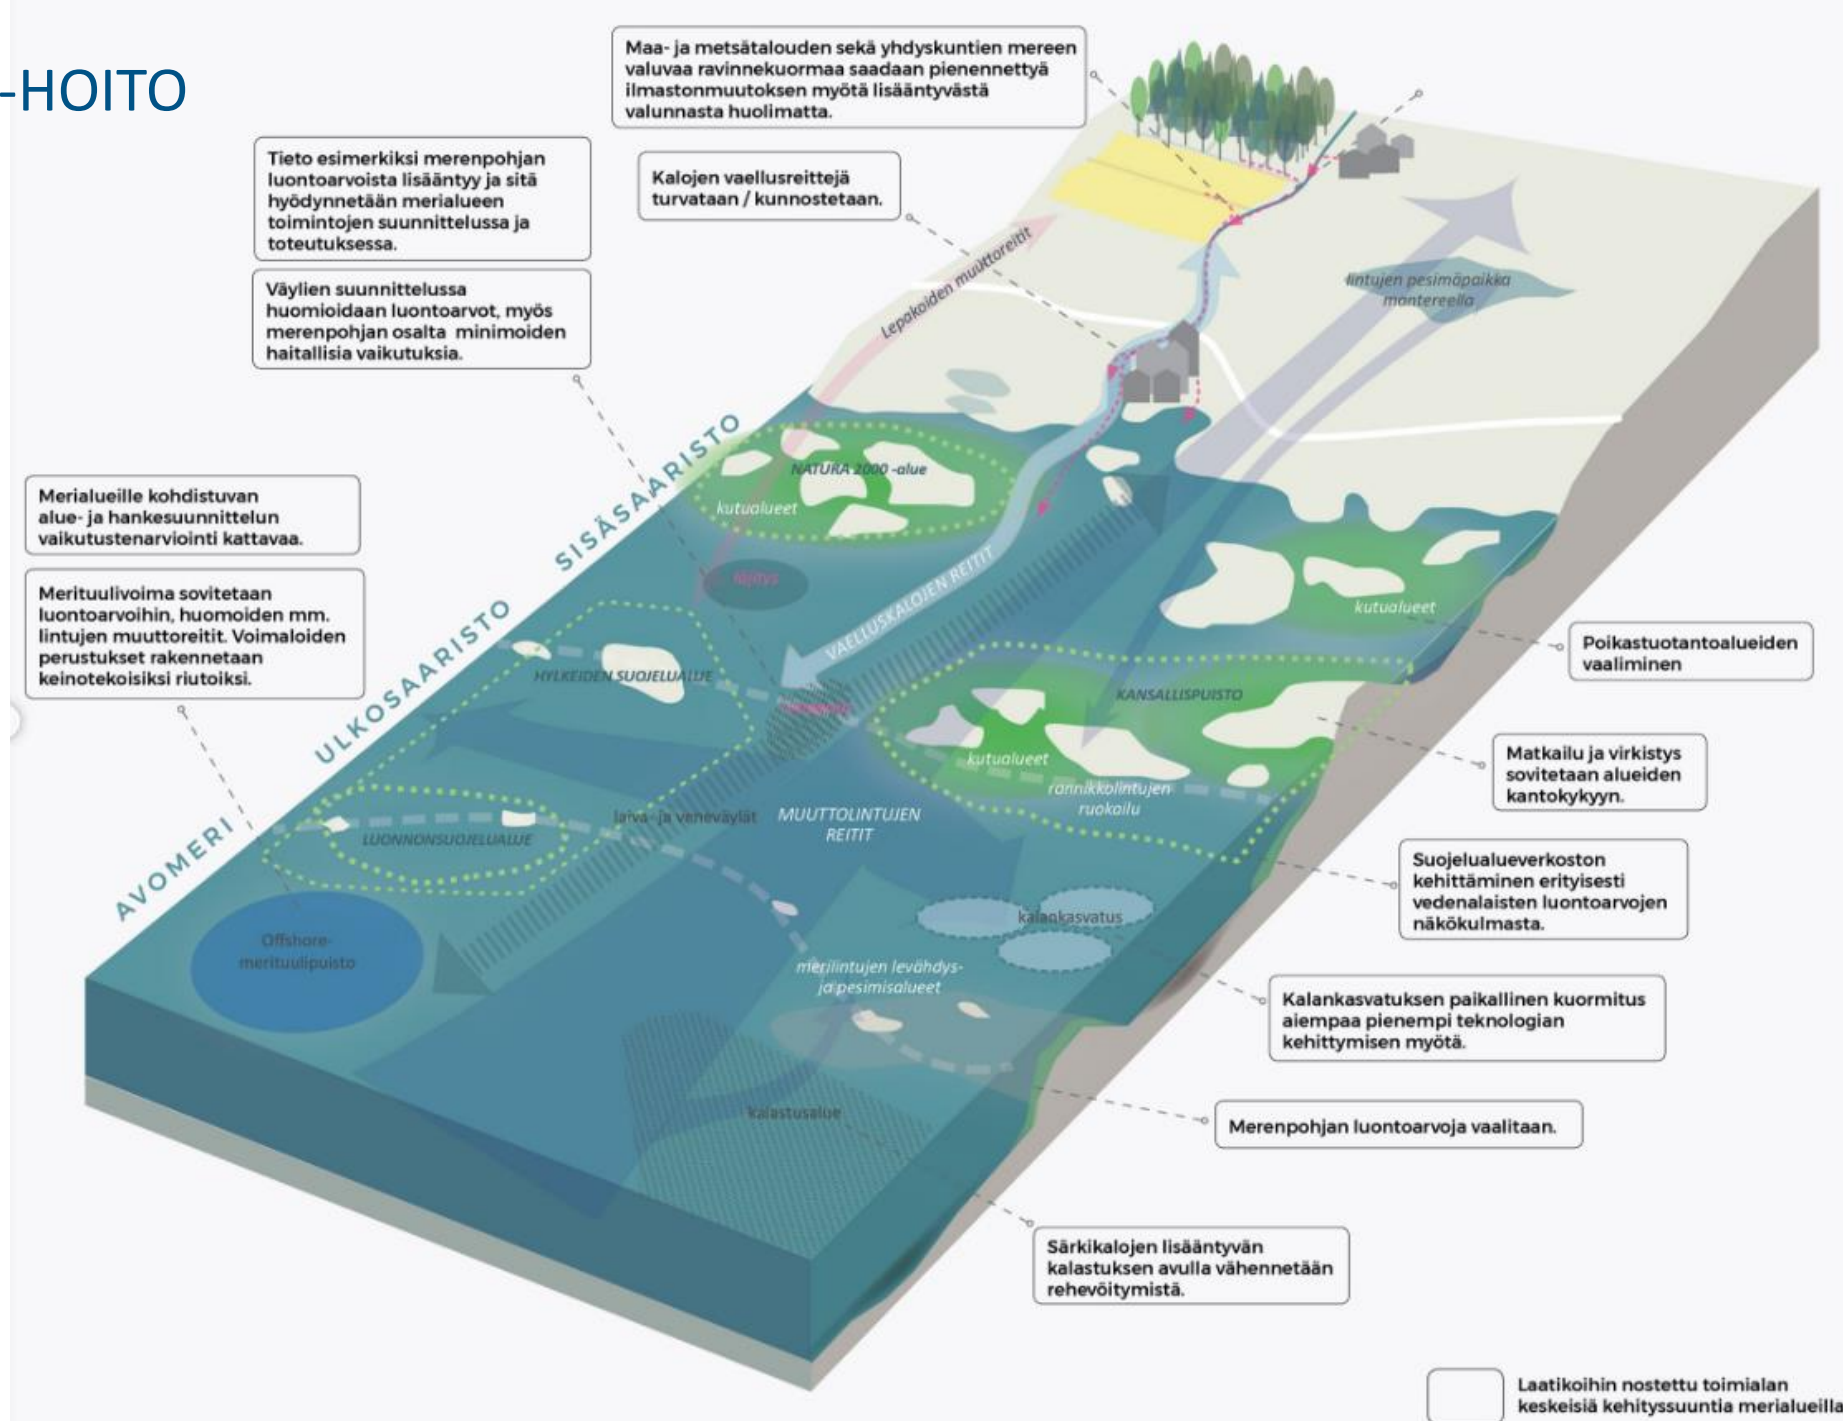 -HOITO
Maa- ja metsätalouden sekä yhdyskuntien mereen
valuvaa ravinnekuormaa saadaan pienennettyä
ilmastonmuutoksen myötä lisääntyvästä
valunnasta huolimatta.
Tieto esimerkiksi merenpohjan
luontoarvoista lisääntyy ja sitä
hyödynnetään merialueen
toimintojen suunnittelussa ja
toteutuksessa.
Kalojen vaellusreittejä
turvataan / kunnostetaan.
Väylien suunnittelussa
huomioidaan luontoarvot, myös
merenpohjan osalta minimoiden
haitallisia vaikutuksia.
Lepakoiden muuttoreitit
lintujen pesimäpaikka
mantereella
SISÄSAARISTO
NATURA 2000 -alue
kutualueet
Merialueille kohdistuvan
alue- ja hankesuunnittelun
vaikutustenarviointi kattavaa.
Merituulivoima sovitetaan
luontoarvoihin, huomoiden mm.
lintujen muuttoreitit. Voimaloiden
perustukset rakennetaan
keinotekoisiksi riutoiksi.
läjitys
VAELLUSKALOJEN REITIT
kutualueet
Poikastuotantoalueiden
vaaliminen
ULKOSAARISTO
HYLKEIDEN SUOJELUALUE
KANSALLISPUISTO
kutualueet
rannikkolintujen
ruokailu
Matkailu ja virkistys
sovitetaan alueiden
kantokykyyn.
laiva- ja veneväylät
MUUTTOLINTUJEN
REITIT
LUONNONSUOJELUALUE
AVOMERI
Suojelualueverkoston
kehittäminen erityisesti
vedenalaisten luontoarvojen
näkökulmasta.
kalankasvatus
Offshore-
merituulipuisto
merilintujen levähdys-
ja pesimisalueet
Kalankasvatuksen paikallinen kuormitus
aiempaa pienempi teknologian
kehittymisen myötä.
kalastusalue
Merenpohjan luontoarvoja vaalitaan.
Särkikalojen lisääntyvän
kalastuksen avulla vähennetään
rehevöitymistä.
Laatikoihin nostettu toimialan
keskeisiä kehityssuuntia merialueilla